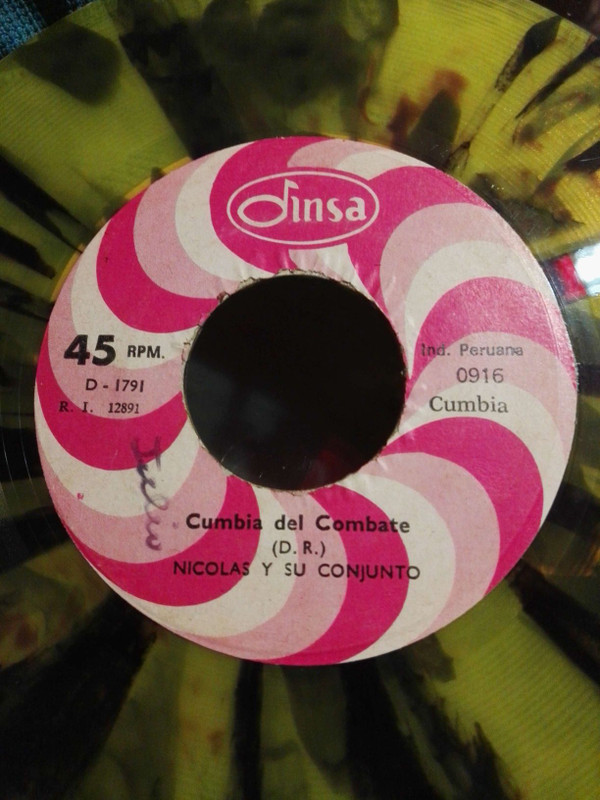 dinsa
45 RPM.
D - 1791
R. I. 12891
Ind. Peruana
0916
Cumbia
Cumbia del Combate
(D. R.)
NICOLAS Y SU CONJUNTO